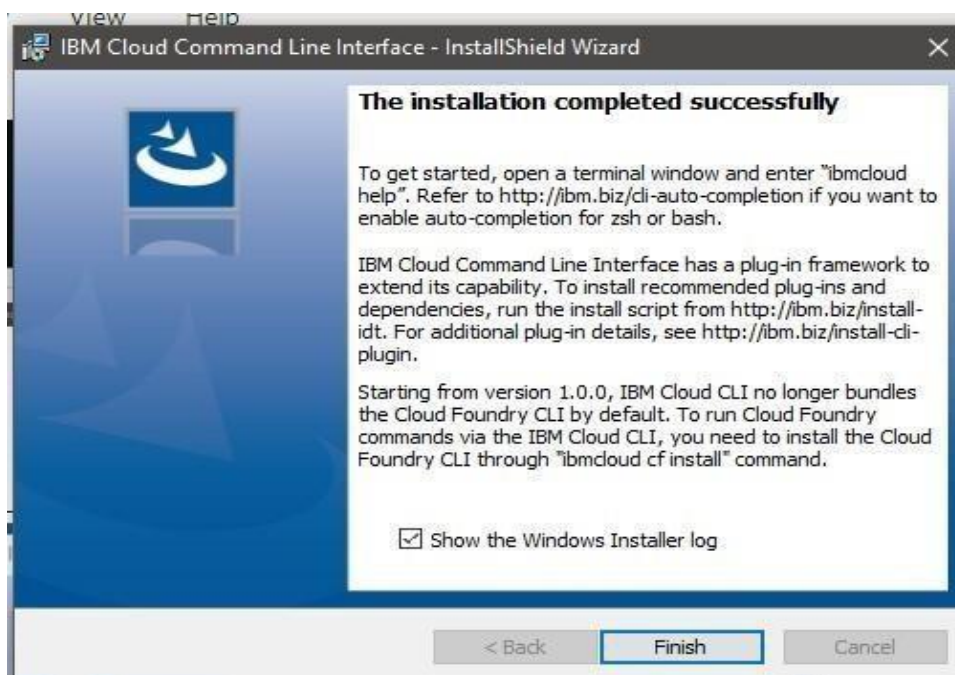 View Help
IBM Cloud Command Line Interface - InstallShield Wizard
The installation completed successfully
To get started, open a terminal window and enter "ibmcloud
help". Refer to http://ibm.biz/cli-auto-completion if you want to
enable auto-completion for zsh or bash.
IBM Cloud Command Line Interface has a plug-in framework to
extend its capability. To install recommended plug-ins and
dependencies, run the install script from http://ibm.biz/install-
idt. For additional plug-in details, see http://ibm.biz/install-cli-
plugin.
Starting from version 1.0.0, IBM Cloud CLI no longer bundles
the Cloud Foundry CLI by default. To run Cloud Foundry
commands via the IBM Cloud CLI, you need to install the Cloud
Foundry CLI through "ibmcloud cf install" command.
Show the Windows Installer log
< Back Finish Cancel